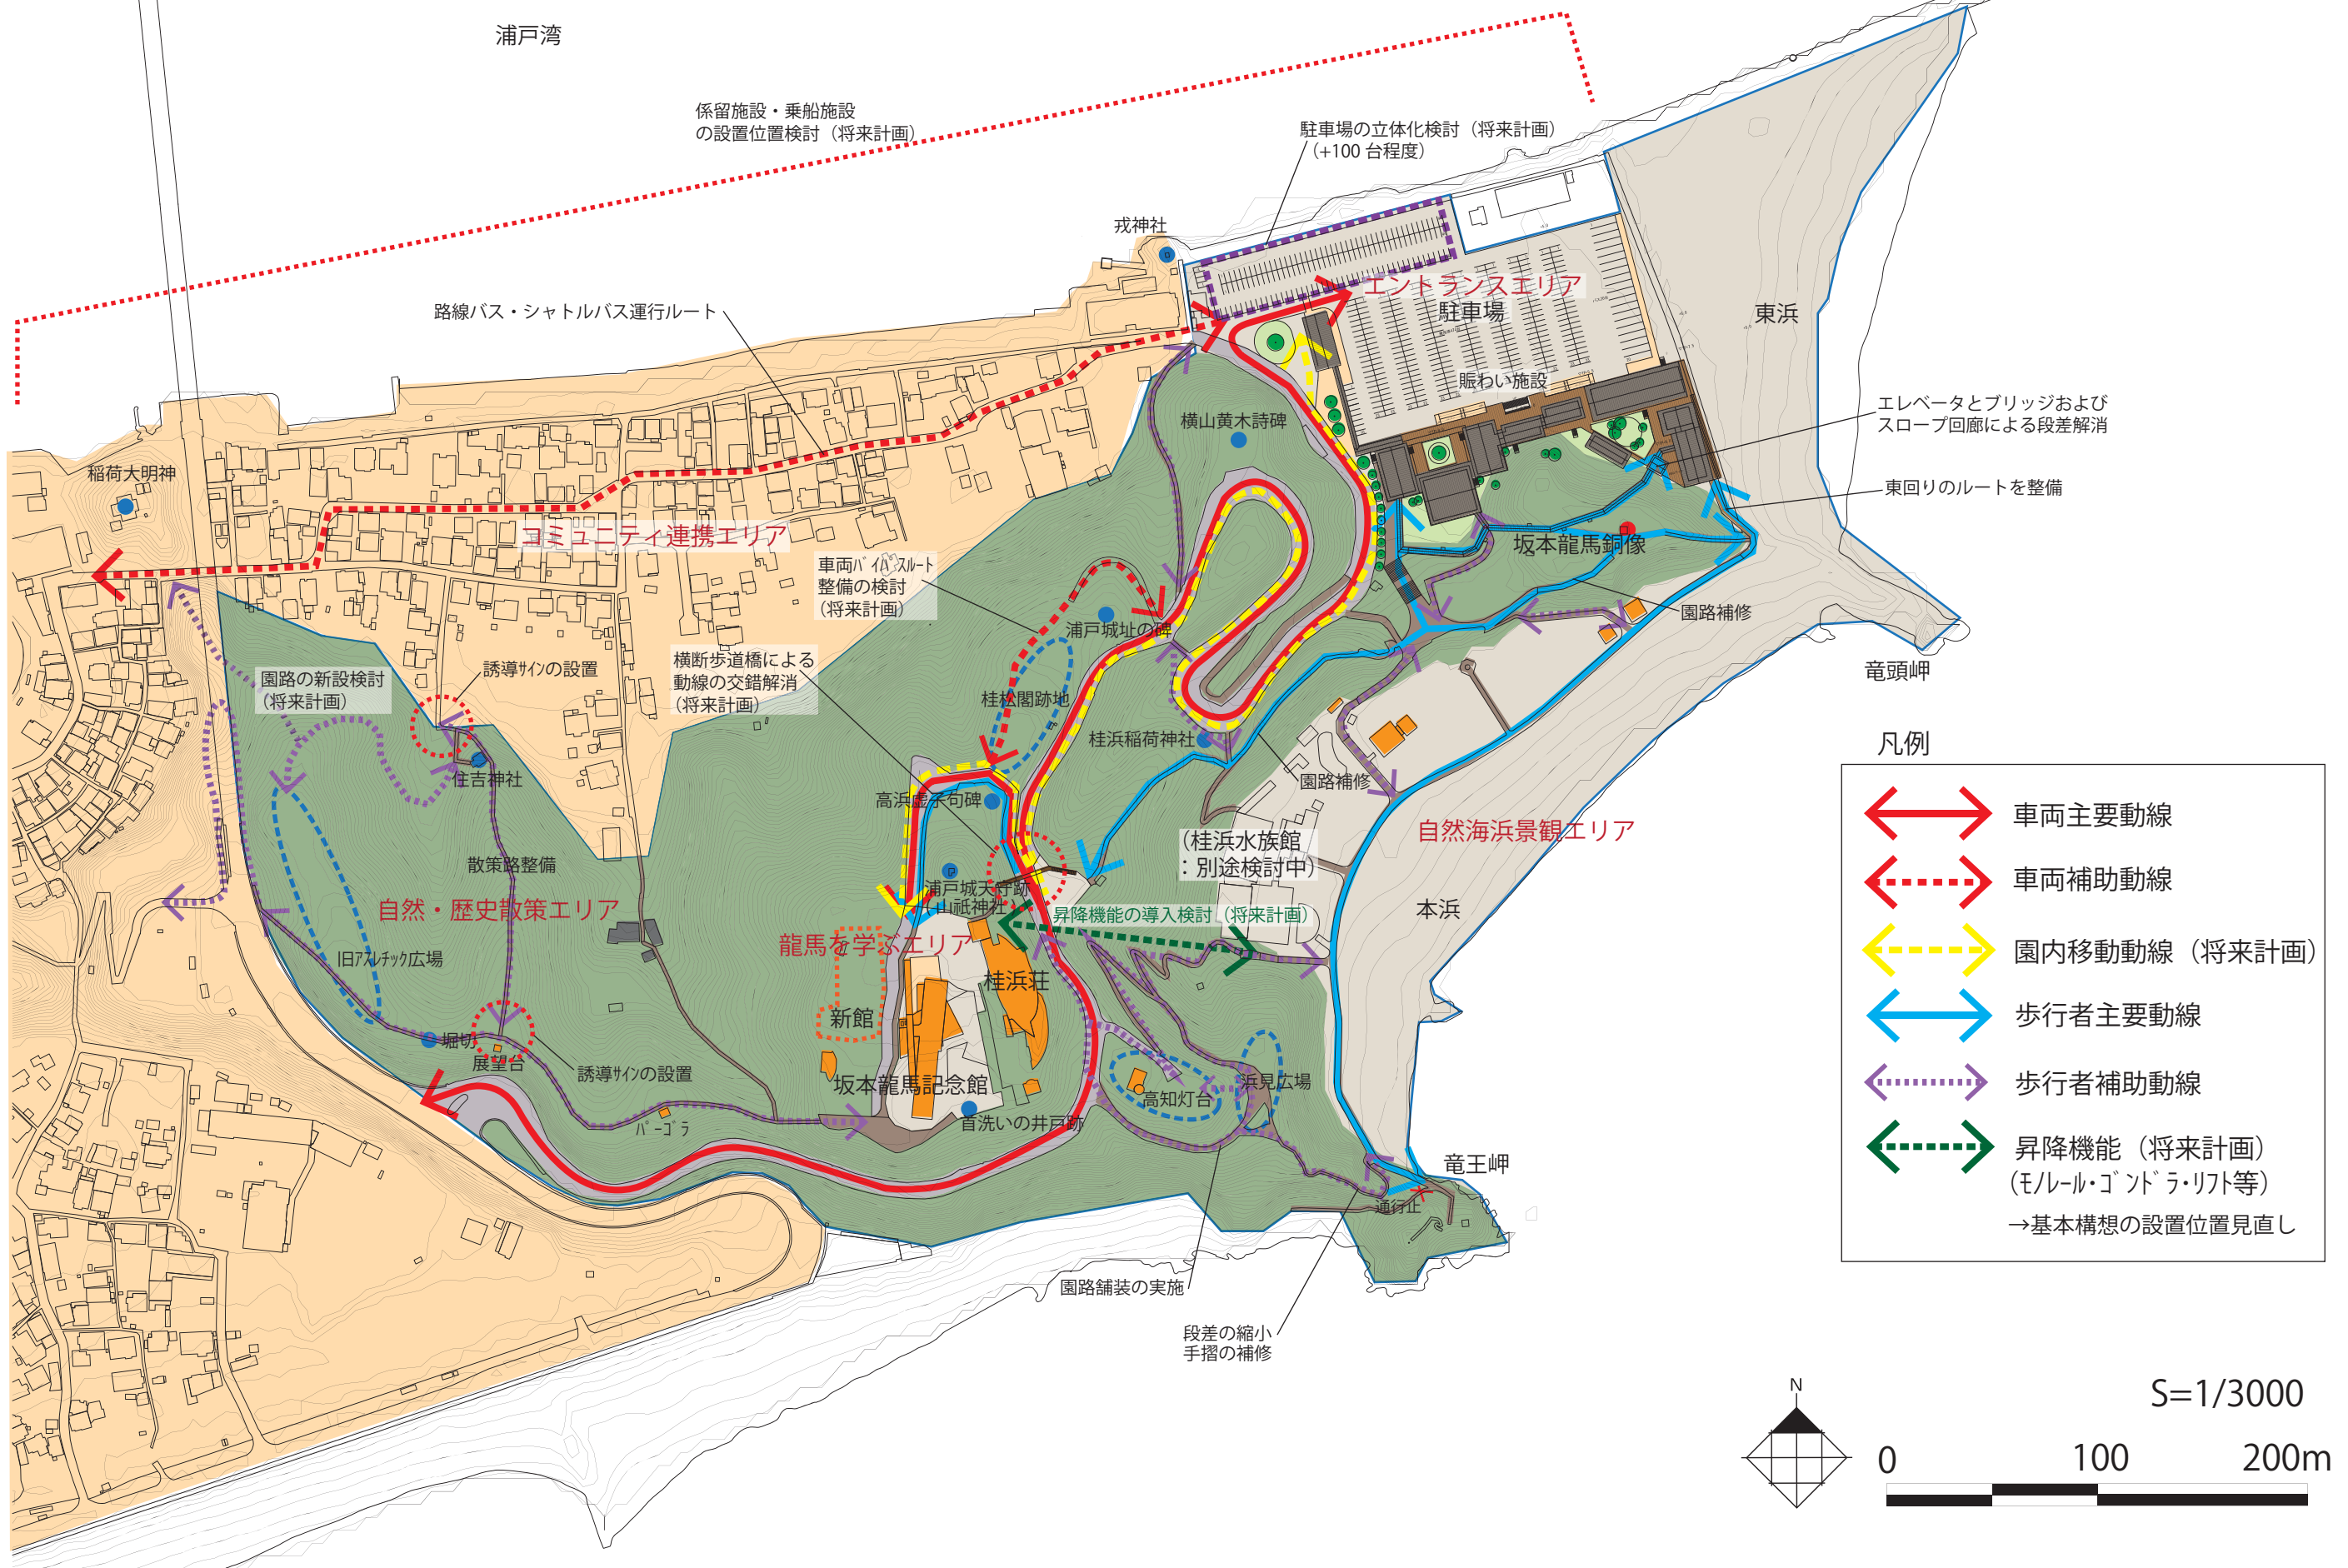 浦戸湾
係留施設・乗船施設
の設置位置検討（将来計画）
駐車場の立体化検討（将来計画）
（+100 台程度）
戎神社
路線バス・シャトルバス運行ルート
エントランスエリア
駐車場
東浜
賑わい施設
エレベータとブリッジおよび
スロープ回廊による段差解消
横山黄木詩碑
稲荷大明神
東回りのルートを整備
コミュニティ連携エリア
坂本龍馬銅像
車両ﾊﾞｲﾊﾟｽルート
整備の検討
（将来計画）
園路補修
浦戸城址の碑
横断歩道橋による
動線の交錯解消
（将来計画）
誘導ｻｲﾝの設置
園路の新設検討
（将来計画）
竜頭岬
桂松閣跡地
桂浜稲荷神社
凡例
住吉神社
園路補修
高浜虚子句碑
車両主要動線
自然海浜景観エリア
（桂浜水族館
：別途検討中）
散策路整備
車両補助動線
浦戸城天守跡
（山祇神社）
自然・歴史散策エリア
本浜
昇降機能の導入検討（将来計画）
龍馬を学ぶエリア
園内移動動線（将来計画）
旧ｱｽﾚﾁｯｸ広場
桂浜荘
新館
歩行者主要動線
堀切
展望台
誘導ｻｲﾝの設置
坂本龍馬記念館
浜見広場
高知灯台
歩行者補助動線
首洗いの井戸跡
ﾊﾟｰｺﾞﾗ
昇降機能（将来計画）
（ﾓﾉﾚｰﾙ・ｺﾞﾝﾄﾞﾗ・ﾘﾌﾄ等）
→基本構想の設置位置見直し
竜王岬
通行止
園路舗装の実施
段差の縮小
手摺の補修
N
S=1/3000
0
100
200m